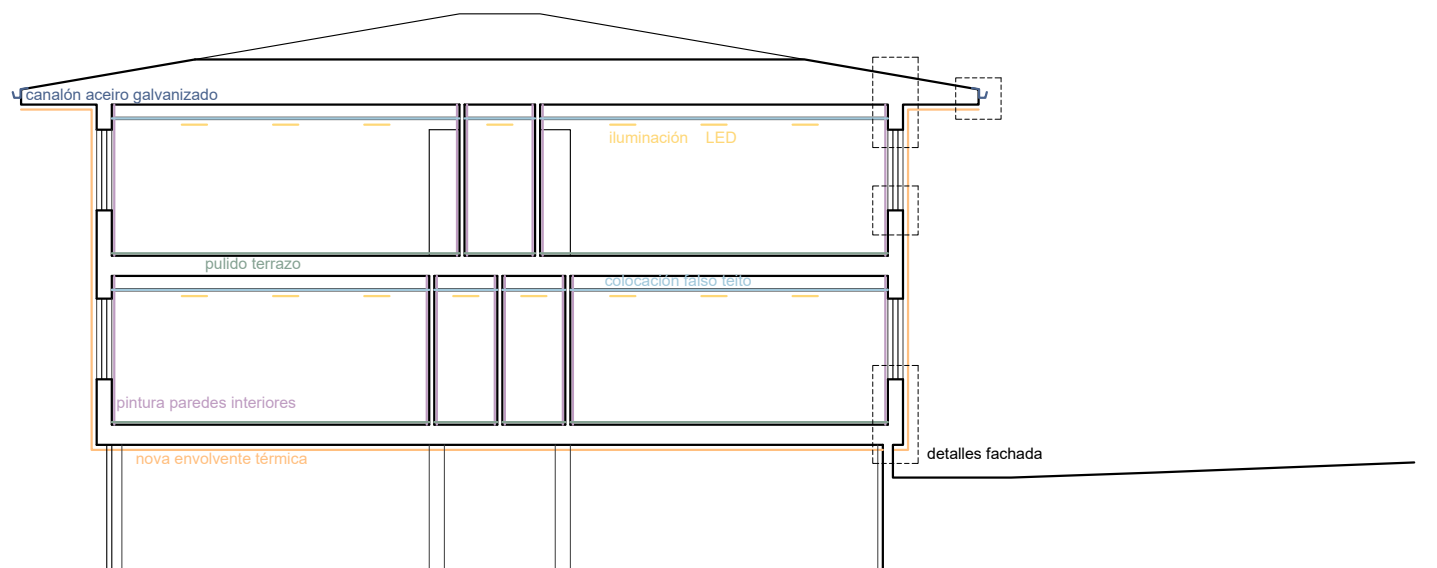 canalón aceiro galvanizado
iluminación LED
pulido terrazo
colocación falso teito
pintura paredes interiores
nova envolvente térmica
detalles fachada